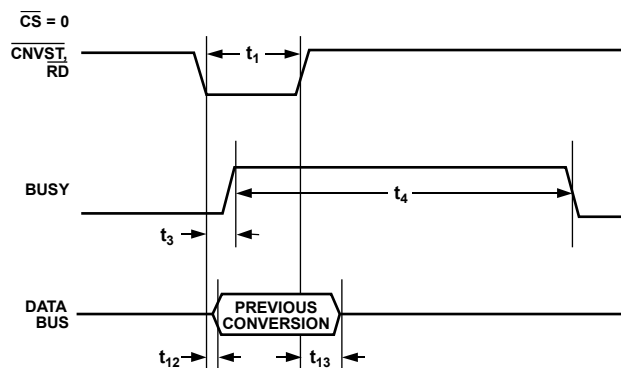 CS = 0
CNVST,
RD
t1
BUSY
t4
t3
DATA
BUS
PREVIOUS
CONVERSION
t12
t13